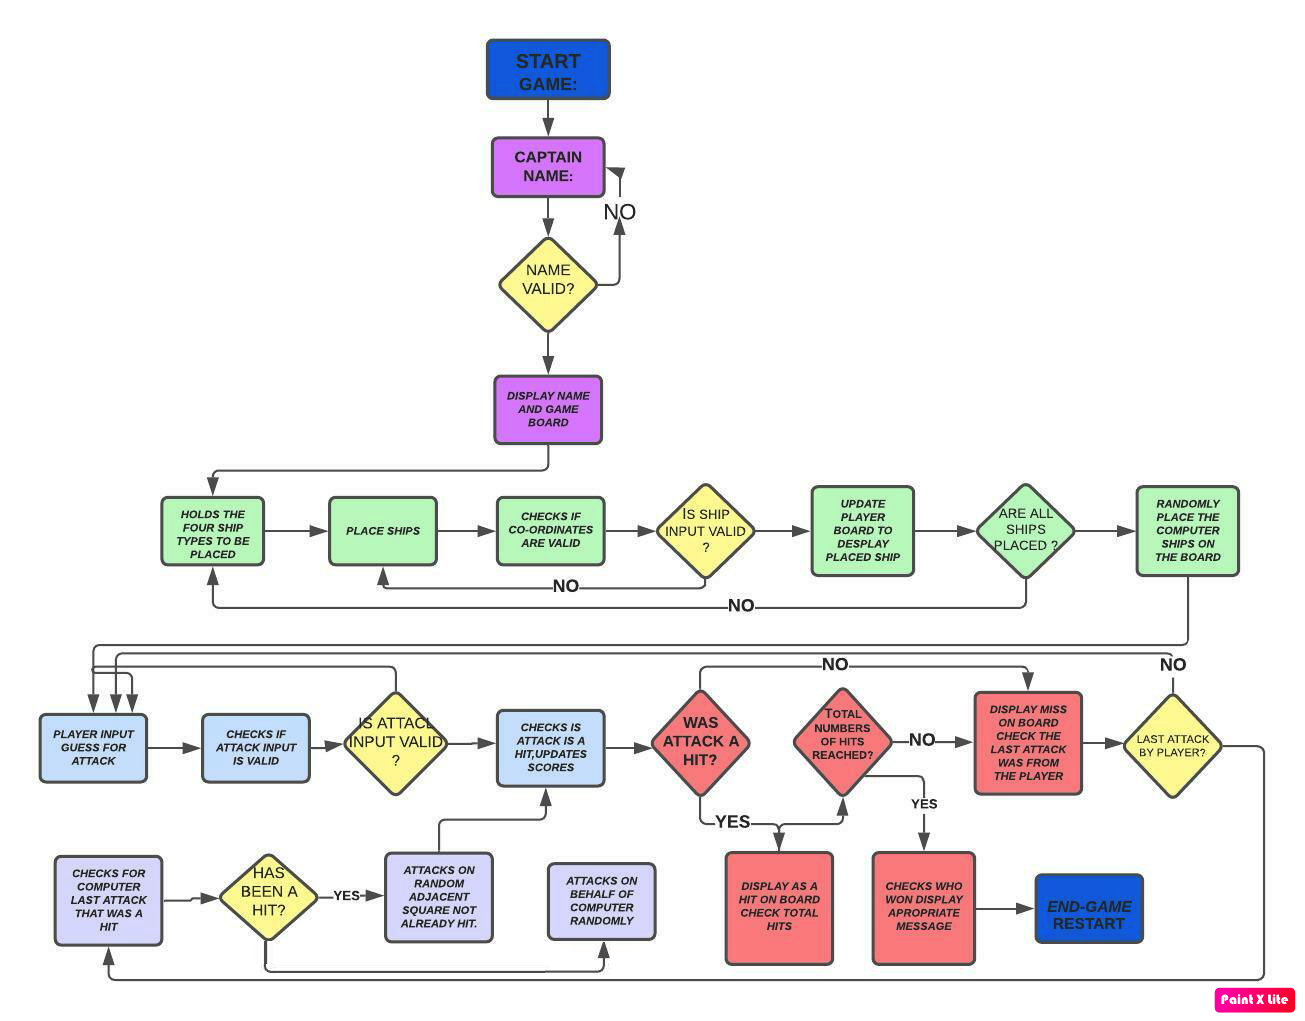 START
GAME:
CAPTAIN
NAME:
NO
NAME
VALID?
DISPLAY NAME
AND GAME
BOARD
HOLDS THE
FOUR SHIP
TYPES TO BE
PLACED
PLACE SHIPS
CHECKS IF
CO-ORDINATES
ARE VALID
IS SHIP
INPUT VALID
?
UPDATE
PLAYER
BOARD TO
DESPLAY
PLACED SHIP
ARE ALL
SHIPS
PLACED ?
RANDOMLY
PLACE THE
COMPUTER
SHIPS ON
THE BOARD
NO
NO
PLAYER INPUT
GUESS FOR
ATTACK
CHECKS IF
ATTACK INPUT
IS VALID
IS ATTACK
INPUT VALID
?
CHECKS IS
ATTACK IS A
HIT,UPDATES
SCORES
WAS
ATTACK A
HIT?
NO
TOTAL
NUMBERS
OF HITS
REACHED?
NO
DISPLAY MISS
ON BOARD
CHECK THE
LAST ATTACK
WAS FROM
THE PLAYER
NO
LAST ATTACK
BY PLAYER?
YES
YES
CHECKS FOR
COMPUTER
LAST ATTACK
THAT WAS A
HIT
HAS
BEEN A
HIT?
YES
ATTACKS ON
RANDOM
ADJACENT
SQUARE NOT
ALREADY HIT.
ATTACKS ON
BEHALF OF
COMPUTER
RANDOMLY
DISPLAY AS A
HIT ON BOARD
CHECK TOTAL
HITS
CHECKS WHO
WON DISPLAY
APROPRIATE
MESSAGE
END-GAME
RESTART
Paint X Lite